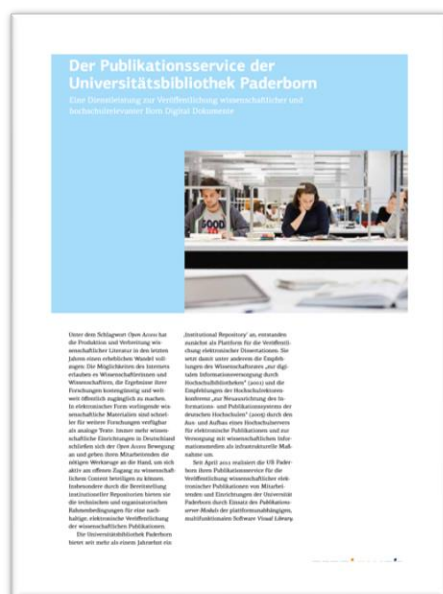 Der Publikationsservice der
Universitätsbibliothek Paderborn
Eine Dienstleistung zur Veröffentlichung wissenschaftlicher und
hochschulrelevanter Born Digital Dokumente
GOOD
Unter dem Schlagwort Open Access hat
die Produktion und Verbreitung wis-
senschaftlicher Literatur in den letzten
Jahren einen erheblichen Wandel voll-
zogen: Die Möglichkeiten des Internets
erlauben es Wissenschaftlerinnen und
Wissenschaftlern, die Ergebnisse ihrer
Forschungen kostengünstig und welt-
weit öffentlich zugänglich zu machen.
In elektronischer Form vorliegende wis-
senschaftliche Materialien sind schnel-
ler für weitere Forschungen verfügbar
als analoge Texte. Immer mehr wissen-
schaftliche Einrichtungen in Deutschland
schließen sich der Open Access Bewegung
an und geben ihren Mitarbeitenden die
nötigen Werkzeuge an die Hand, um sich
aktiv am offenen Zugang zu wissenschaft-
lichem Content beteiligen zu können.
Insbesondere durch die Bereitstellung
institutioneller Repositorien bieten sie
die technischen und organisatorischen
Rahmenbedingungen für eine nach-
haltige, elektronische Veröffentlichung
der wissenschaftlichen Publikationen.
Die Universitätsbibliothek Paderborn
bietet seit mehr als einem Jahrzehnt ein
‚Institutional Repository' an, entstanden
zunächst als Plattform für die Veröffentli-
chung elektronischer Dissertationen. Sie
setzt damit unter anderem die Empfeh-
lungen des Wissenschaftsrates „zur digi-
talen Informationsversorgung durch
Hochschulbibliotheken" (2001) und die
Empfehlungen der Hochschulrektoren-
konferenz „zur Neuausrichtung des In-
formations- und Publikationssystems der
deutschen Hochschulen" (2003) durch den
Aus- und Aufbau eines Hochschulservers
für elektronische Publikationen und zur
Versorgung mit wissenschaftlichen Infor-
mationsmedien als infrastrukturelle Maß-
nahme um.
Seit April 2011 realisiert die UB Pader-
born ihren Publikationsservice für die
Veröffentlichung wissenschaftlicher elek-
tronischer Publikationen von Mitarbei-
tenden und Einrichtungen der Universität
Paderborn durch Einsatz des Publikations-
server-Moduls der plattformunabhängigen,
multifunktionalen Software Visual Library.